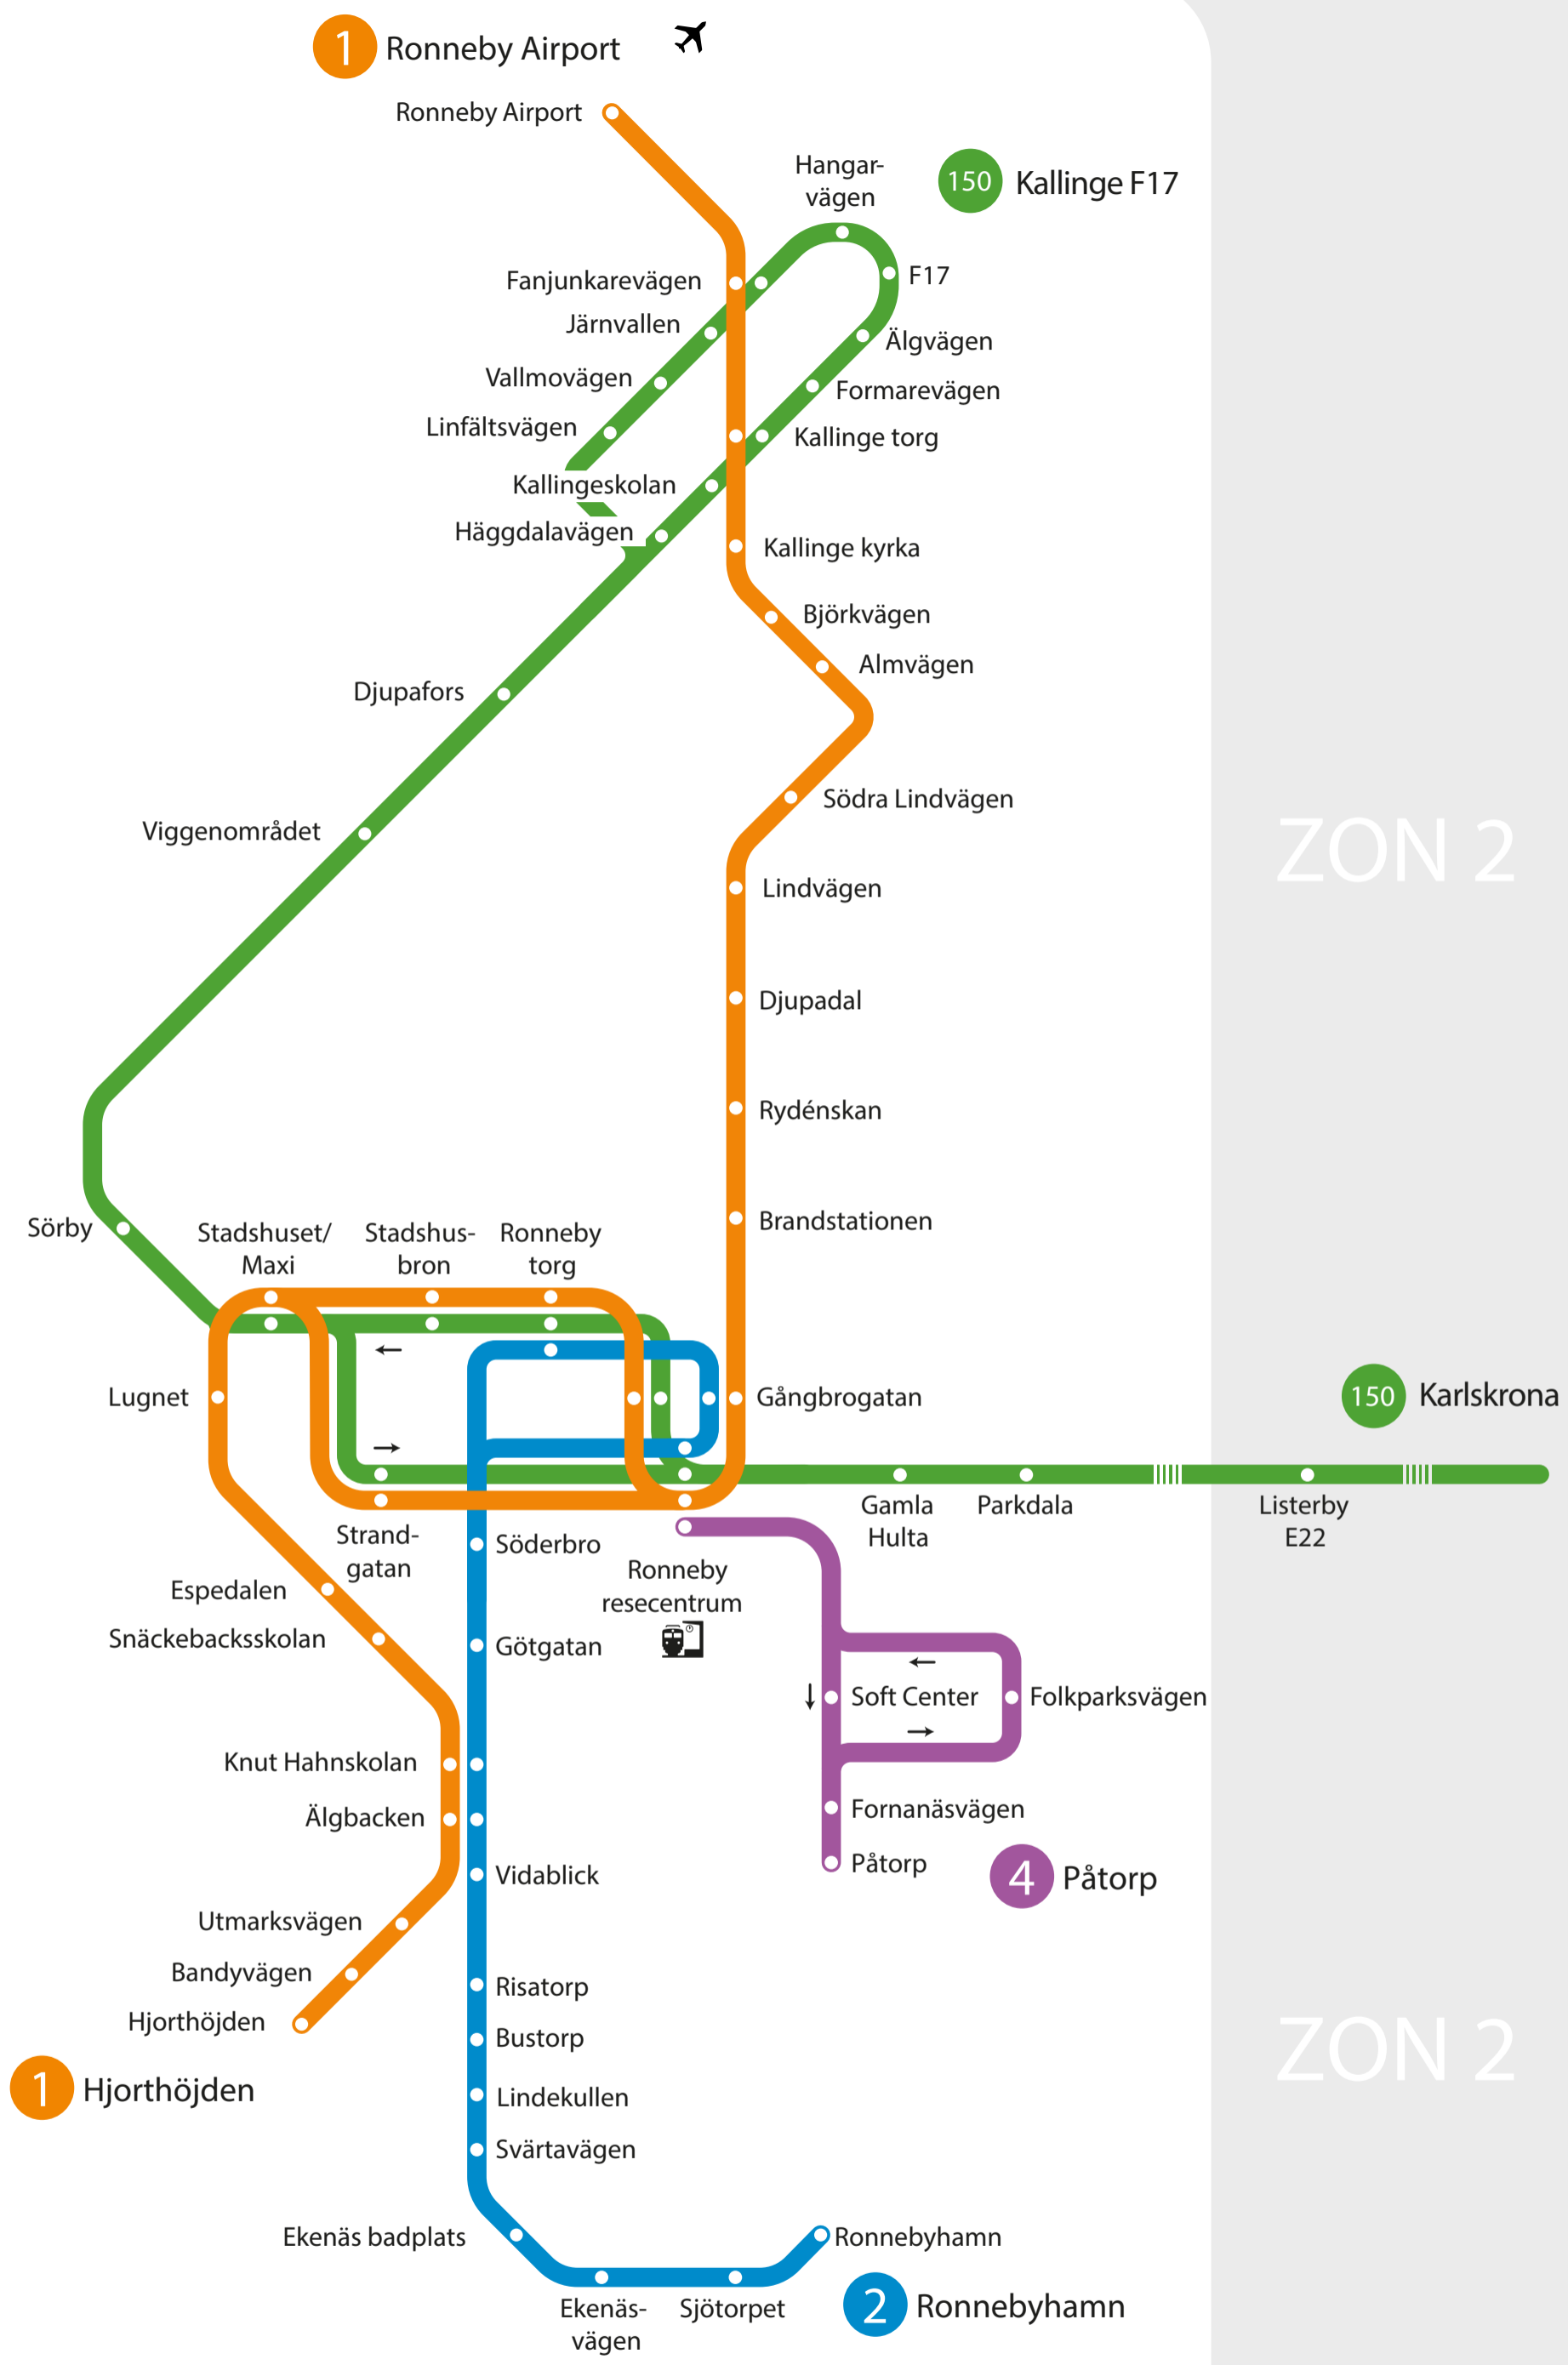 1 Ronneby Airport
Ronneby Airport
Hangar-
vägen
150 Kallinge F17
Fanjunkarevägen
F17
Järnvallen
Älgvägen
Vallmovägen
Formarevägen
Linfältsvägen
Kallinge torg
Kallingeskolan
Häggdalavägen
Kallinge kyrka
Björkvägen
Almvägen
Djupafors
Södra Lindvägen
Viggenområdet
ZON 2
Lindvägen
Djupadal
Rydénskan
Brandstationen
Sörby
Stadshuset/
Maxi
Stadshus-
bron
Ronneby
torg
Lugnet
Gångbrogatan
150 Karlskrona
Gamla
Hulta
Parkdala
Listerby
E22
Strand-
gatan
Söderbro
Ronneby
resecentrum
Espedalen
Snäckebacksskolan
Götgatan
Soft Center
Folkparksvägen
Knut Hahnskolan
Älgbacken
Fornanäsvägen
Vidablick
Påtorp
4 Påtorp
Utmarksvägen
Bandyvägen
Risatorp
Hjorthöjden
Bustorp
ZON 2
1 Hjorthöjden
Lindekullen
Svärtavägen
Ekenäs badplats
Ronnebyhamn
Ekenäs-
vägen
Sjötorpet
2 Ronnebyhamn